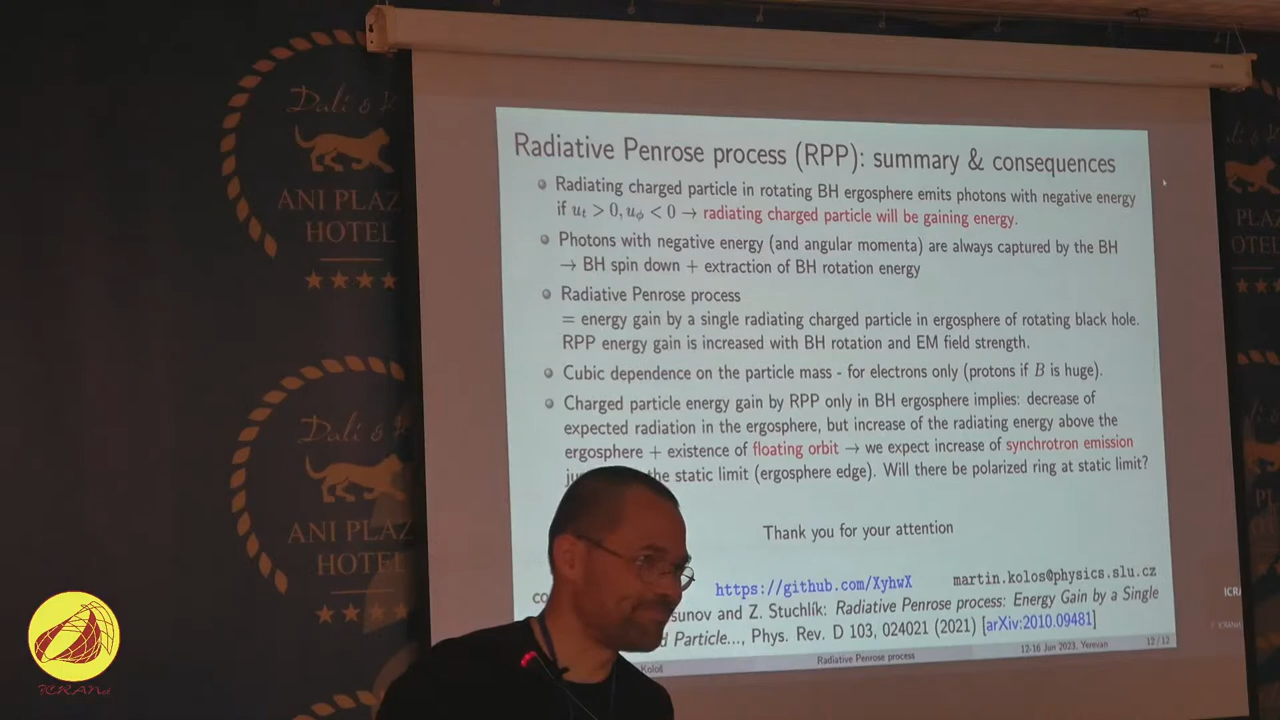 Radiative Penrose process (RPP): summary & consequences
Radiating charged particle in rotating BH ergosphere emits photons with negative energy
if u_t > 0, u_ϕ < 0 → radiating charged particle will be gaining energy.
Photons with negative energy (and angular momenta) are always captured by the BH
→ BH spin down + extraction of BH rotation energy
Radiative Penrose process
= energy gain by a single radiating charged particle in ergosphere of rotating black hole.
RPP energy gain is increased with BH rotation and EM field strength.
Cubic dependence on the particle mass - for electrons only (protons if B is huge).
Charged particle energy gain by RPP only in BH ergosphere implies: decrease of
expected radiation in the ergosphere, but increase of the radiating energy above the
ergosphere + existence of floating orbit → we expect increase of synchrotron emission
the static limit (ergosphere edge). Will there be polarized ring at static limit?
Thank you for your attention
https://github.com/XyhwX martin.kolos@physics.slu.cz
and Z. Stuchlík: Radiative Penrose process: Energy Gain by a Single
Particle..., Phys. Rev. D 103, 024021 (2021) [arXiv:2010.09481]
Kološ Radiative Penrose process 12-16 Jun 2023, Yerevan 12/12
ANI PLAZ
HOTEL
ANI PLAZ
HOTEL
ICRANet